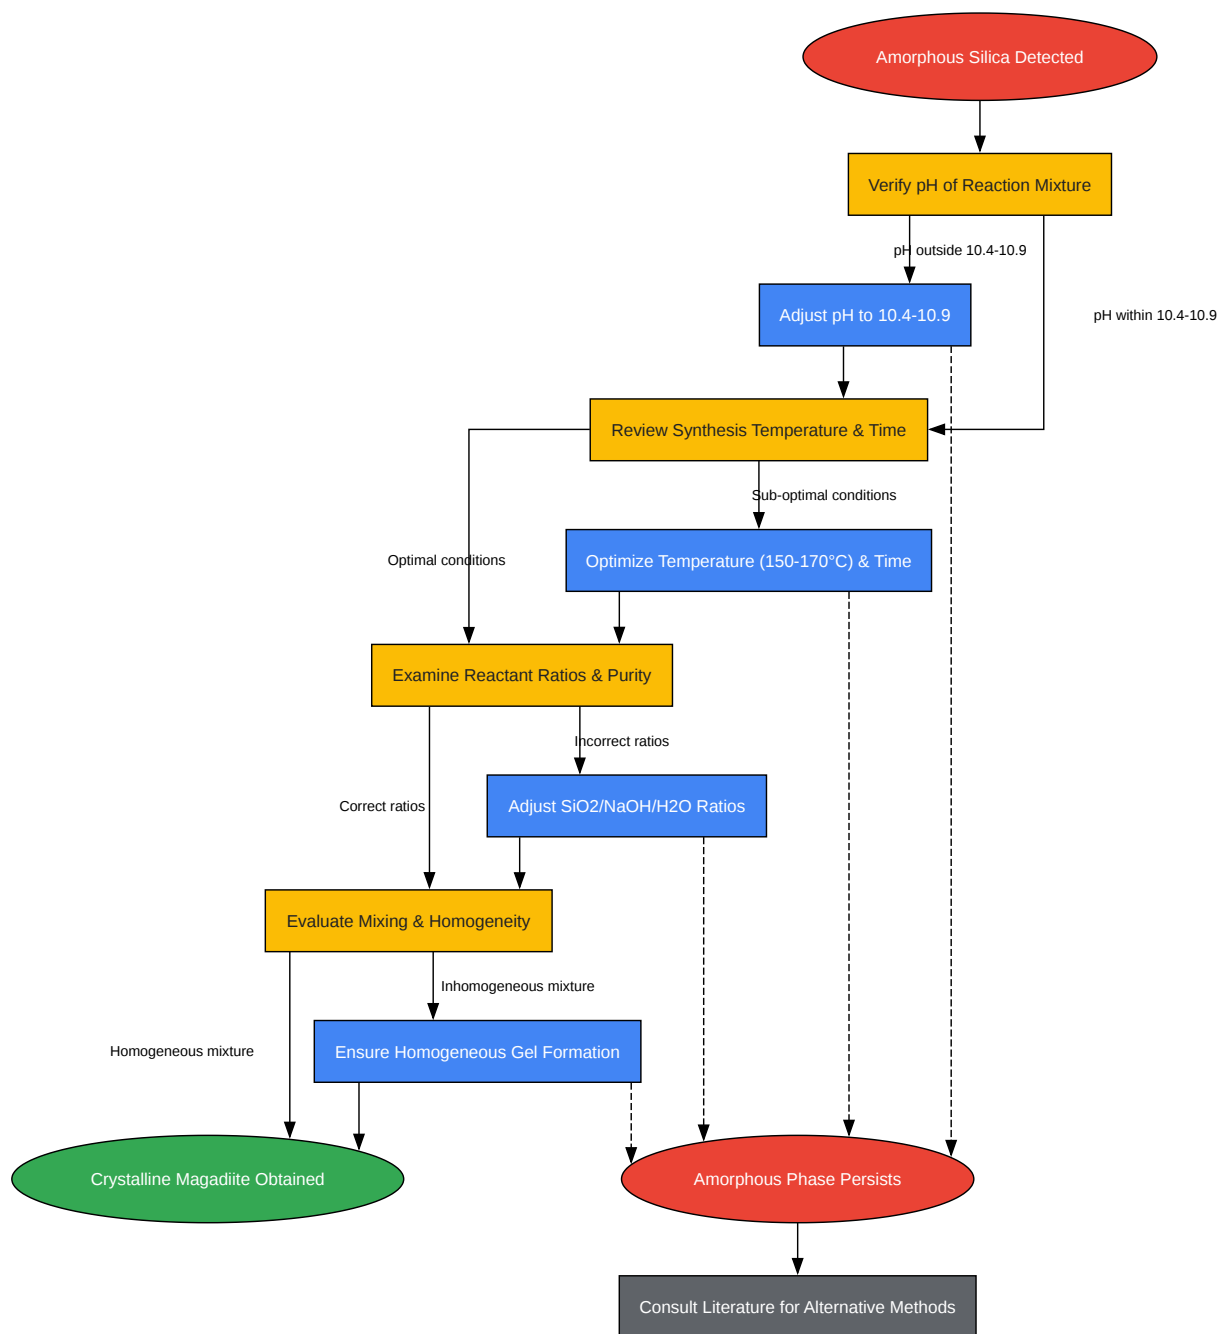 Amorphous Silica Detected
Verify pH of Reaction Mixture
pH outside 10.4-10.9
Adjust pH to 10.4-10.9
pH within 10.4-10.9
Review Synthesis Temperature & Time
Sub-optimal conditions
Optimal conditions
Optimize Temperature (150-170°C) & Time
Examine Reactant Ratios & Purity
Incorrect ratios
Correct ratios
Adjust SiO2/NaOH/H2O Ratios
Evaluate Mixing & Homogeneity
Inhomogeneous mixture
Homogeneous mixture
Ensure Homogeneous Gel Formation
Crystalline Magadiite Obtained
Amorphous Phase Persists
Consult Literature for Alternative Methods